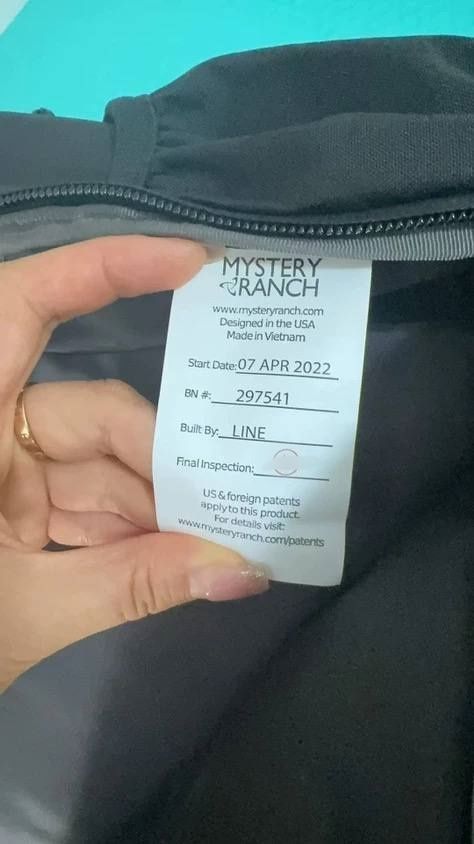 MYSTERY
RANCH
www.mysteryranch.com
Designed in the USA
Made in Vietnam
Start Date: 07 APR 2022
BN #: 297541
Built By: LINE
Final Inspection:
US & foreign patents
apply to this product.
For details visit:
www.mysteryranch.com/patents